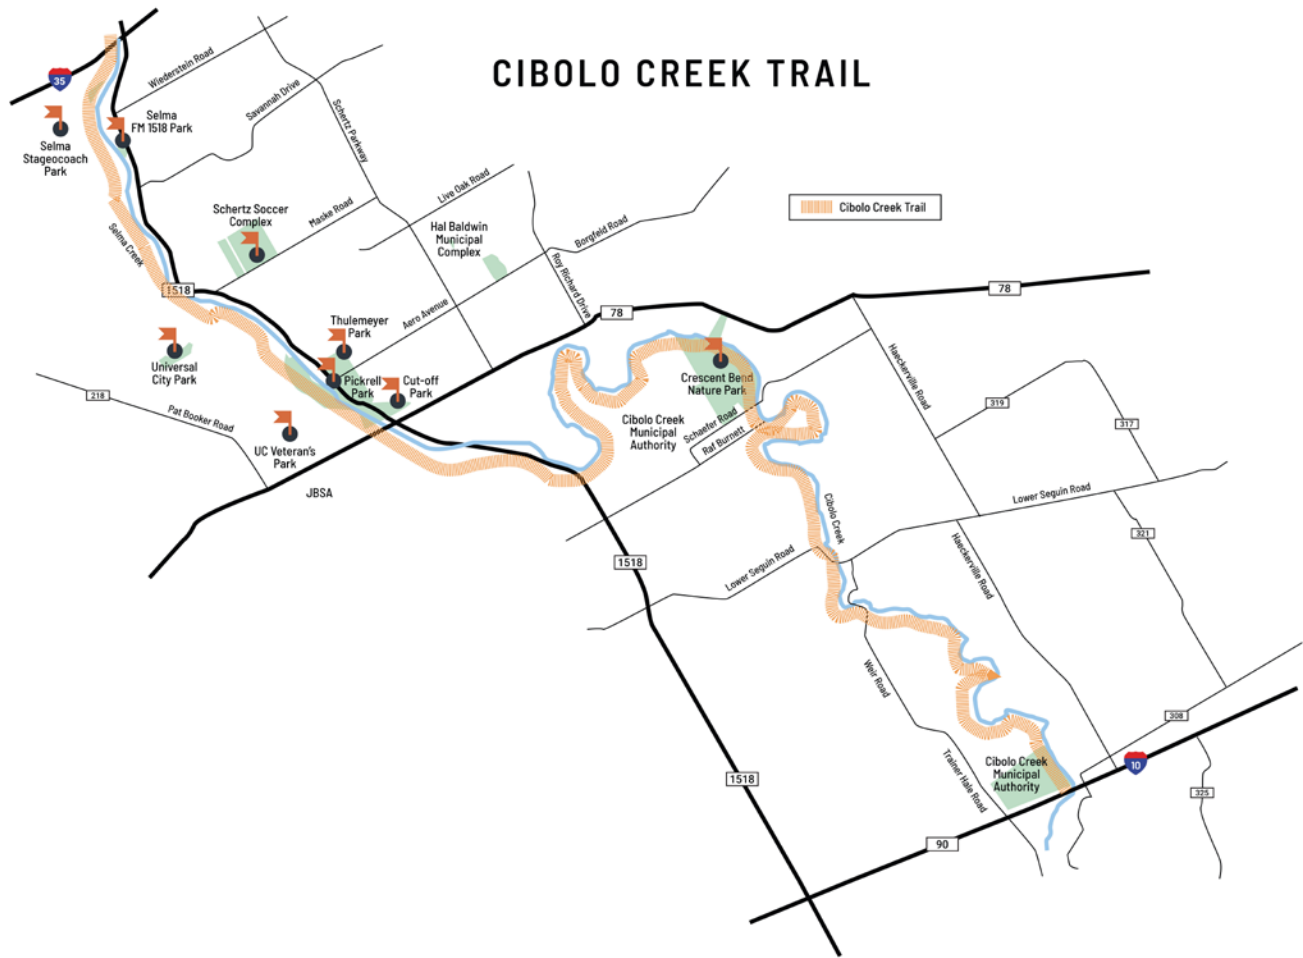 CIBOLO CREEK TRAIL
35
Wiederstein Road
Savannah Drive
Selma
FM 1518 Park
Selma
Stageocoach
Park
Schertz Parkway
Live Oak Road
Schertz Soccer
Complex
Maske Road
Cibolo Creek Trail
Hal Baldwin
Municipal
Complex
Borgfeld Road
Selma Creek
Roy Richard Drive
1518
78
78
Aero Avenue
Thulemeyer
Park
Universal
City Park
Pickrell
Park
Cut-off
Park
Crescent Bend
Nature Park
Haeckerville Road
218
Pat Booker Road
319
317
Cibolo Creek
Municipal
Authority
Schaefer Road
Raf Burnett
UC Veteran's
Park
JBSA
Lower Seguin Road
Cibolo Creek
321
1518
Lower Seguin Road
Haeckerville Road
Weir Road
308
Trainer Hale Road
Cibolo Creek
Municipal
Authority
10
1518
325
90